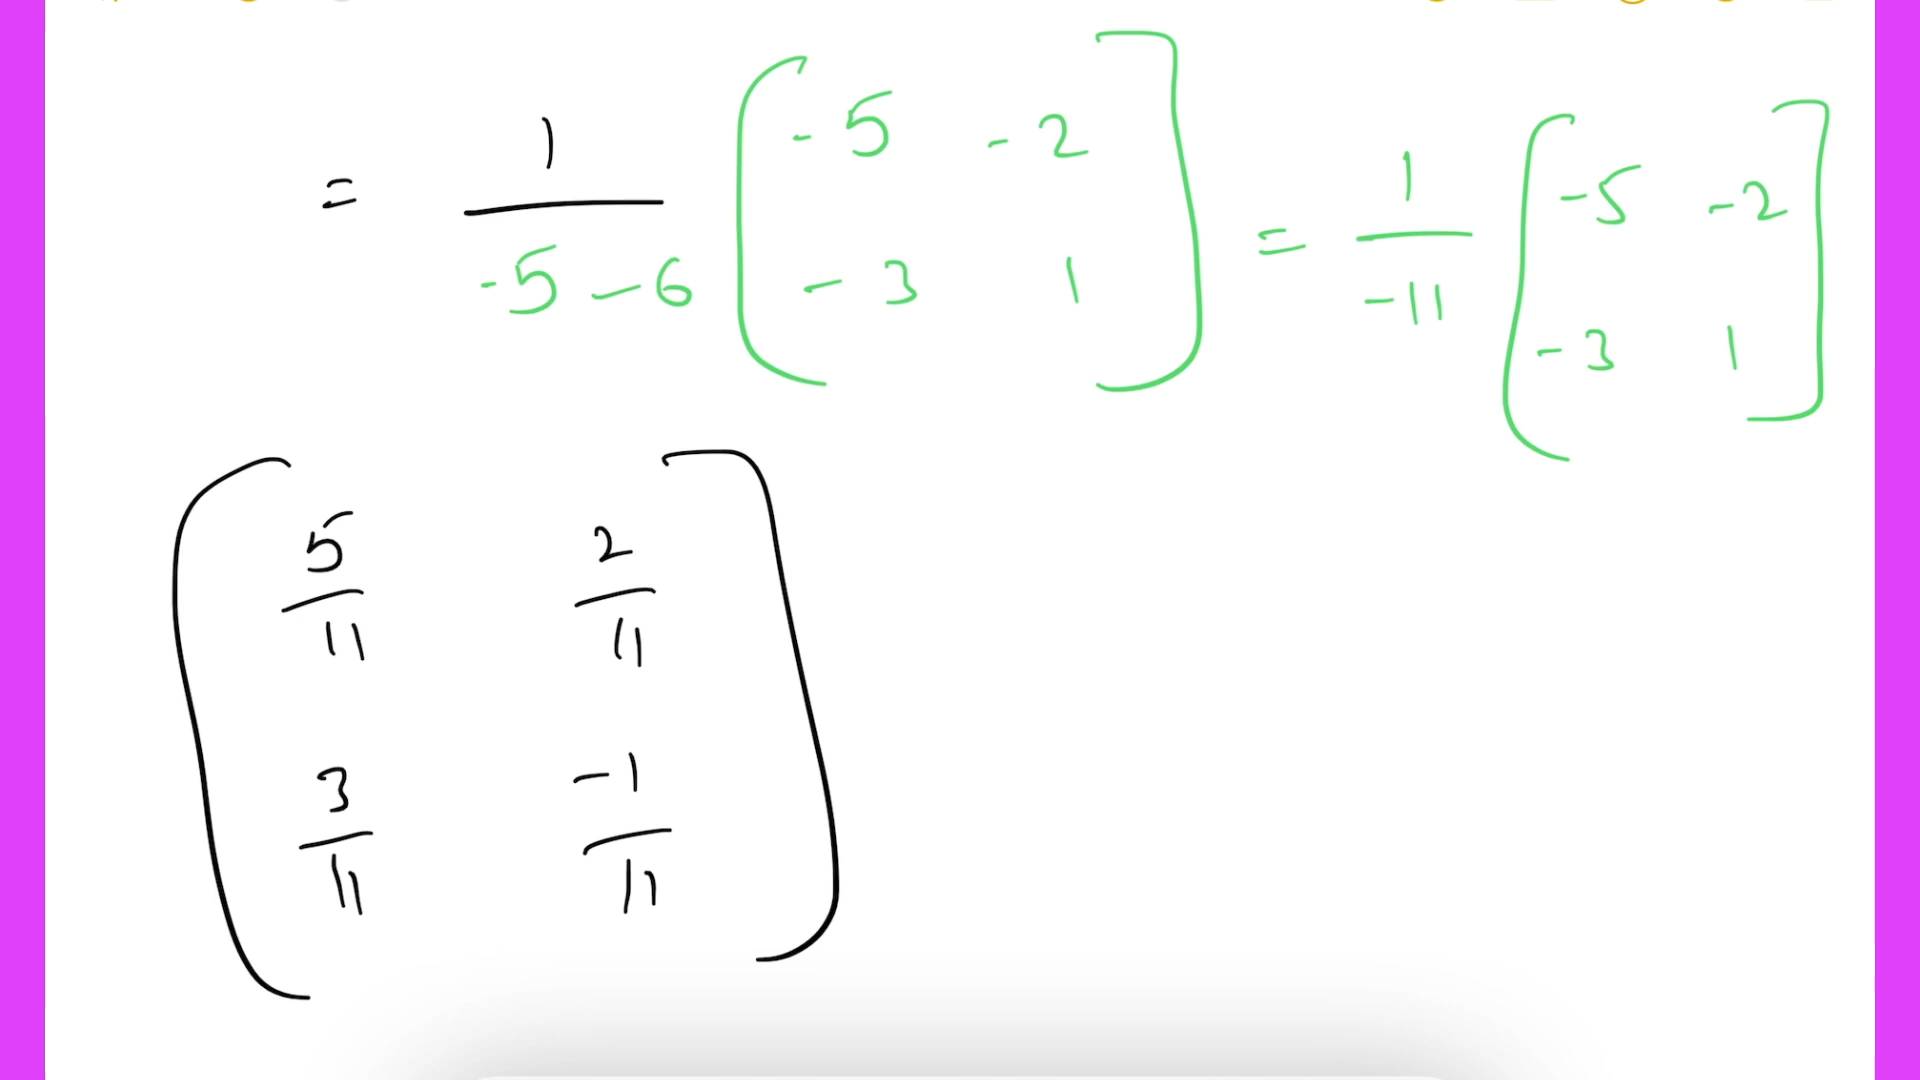 = 1/(-5-6) [-5 -2
-3 1] = 1/-11 [-5 -2
-3 1]
[5/11 2/11
3/11 -1/11]